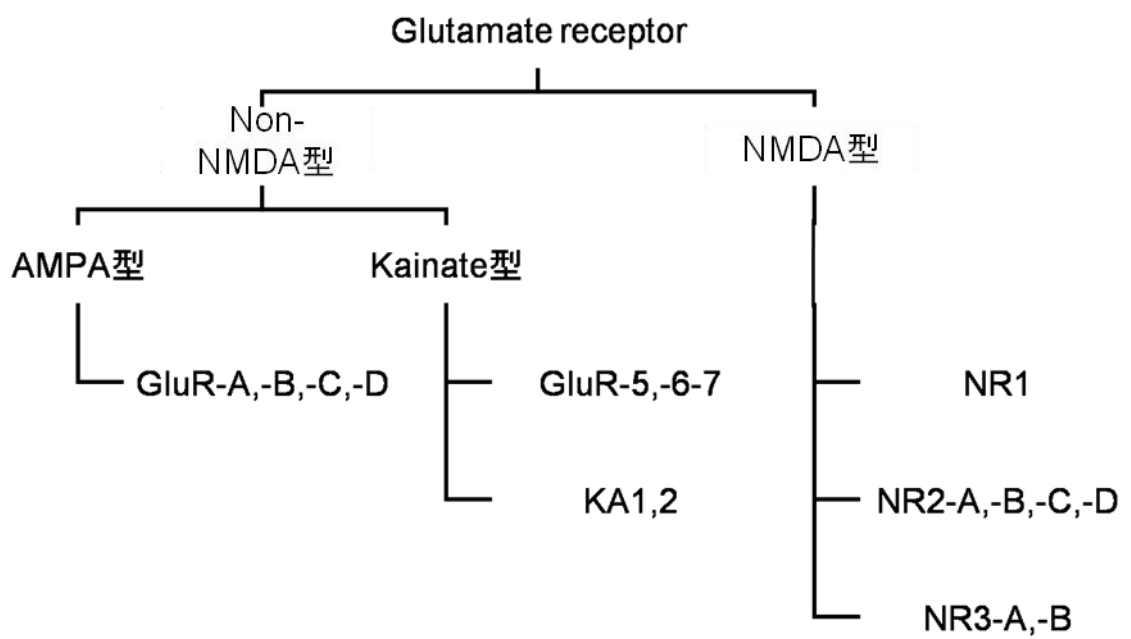 Glutamate receptor
Non-
NMDA型
NMDA型
AMPA型
Kainate型
GluR-A,-B,-C,-D
GluR-5,-6-7
NR1
KA1,2
NR2-A,-B,-C,-D
NR3-A,-B